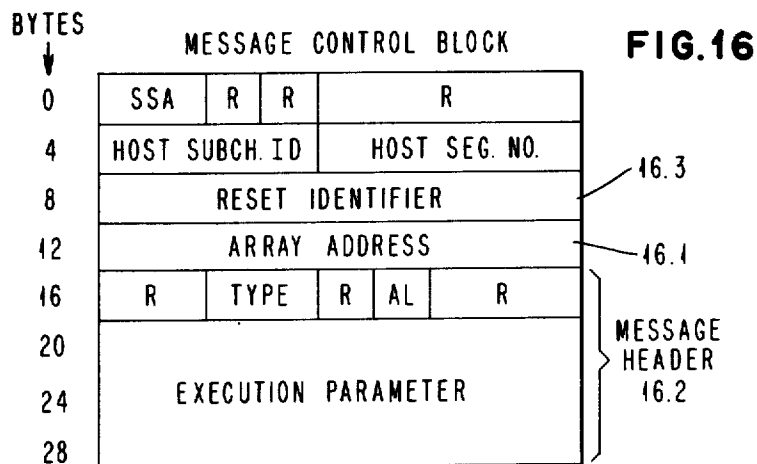 BYTES
MESSAGE CONTROL BLOCK
FIG.16
0 SSA R R R
4 HOST SUBCH. ID HOST SEG. NO.
8 RESET IDENTIFIER 16.3
12 ARRAY ADDRESS 16.1
16 R TYPE R AL R
20
24 EXECUTION PARAMETER
28
MESSAGE
HEADER
16.2